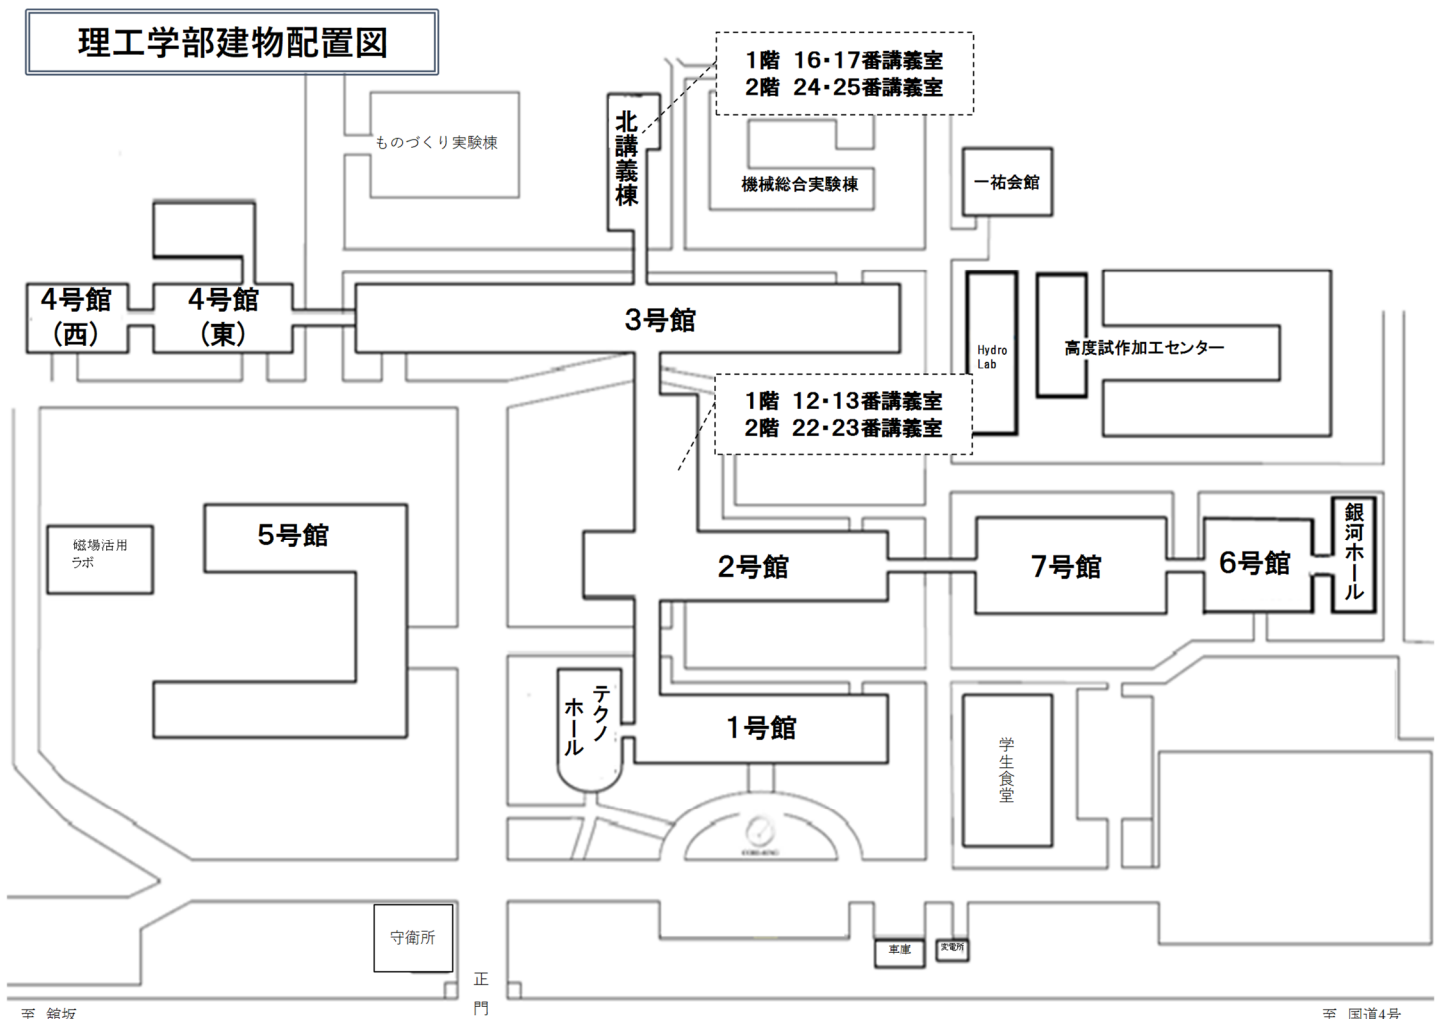 理工学部建物配置図
1階 16・17番講義室
2階 24・25番講義室
北講義棟
ものづくり実験棟
機械総合実験棟
一祐会館
4号館
(西)
4号館
(東)
3号館
Hydro
Lab
高度試作加工センター
1階 12・13番講義室
2階 22・23番講義室
5号館
磁場活用
ラボ
2号館
7号館
6号館
銀河ホール
テクノ
ホール
1号館
学生食堂
守衛所
車庫
変電所
正門
至 舘坂
至 国道4号